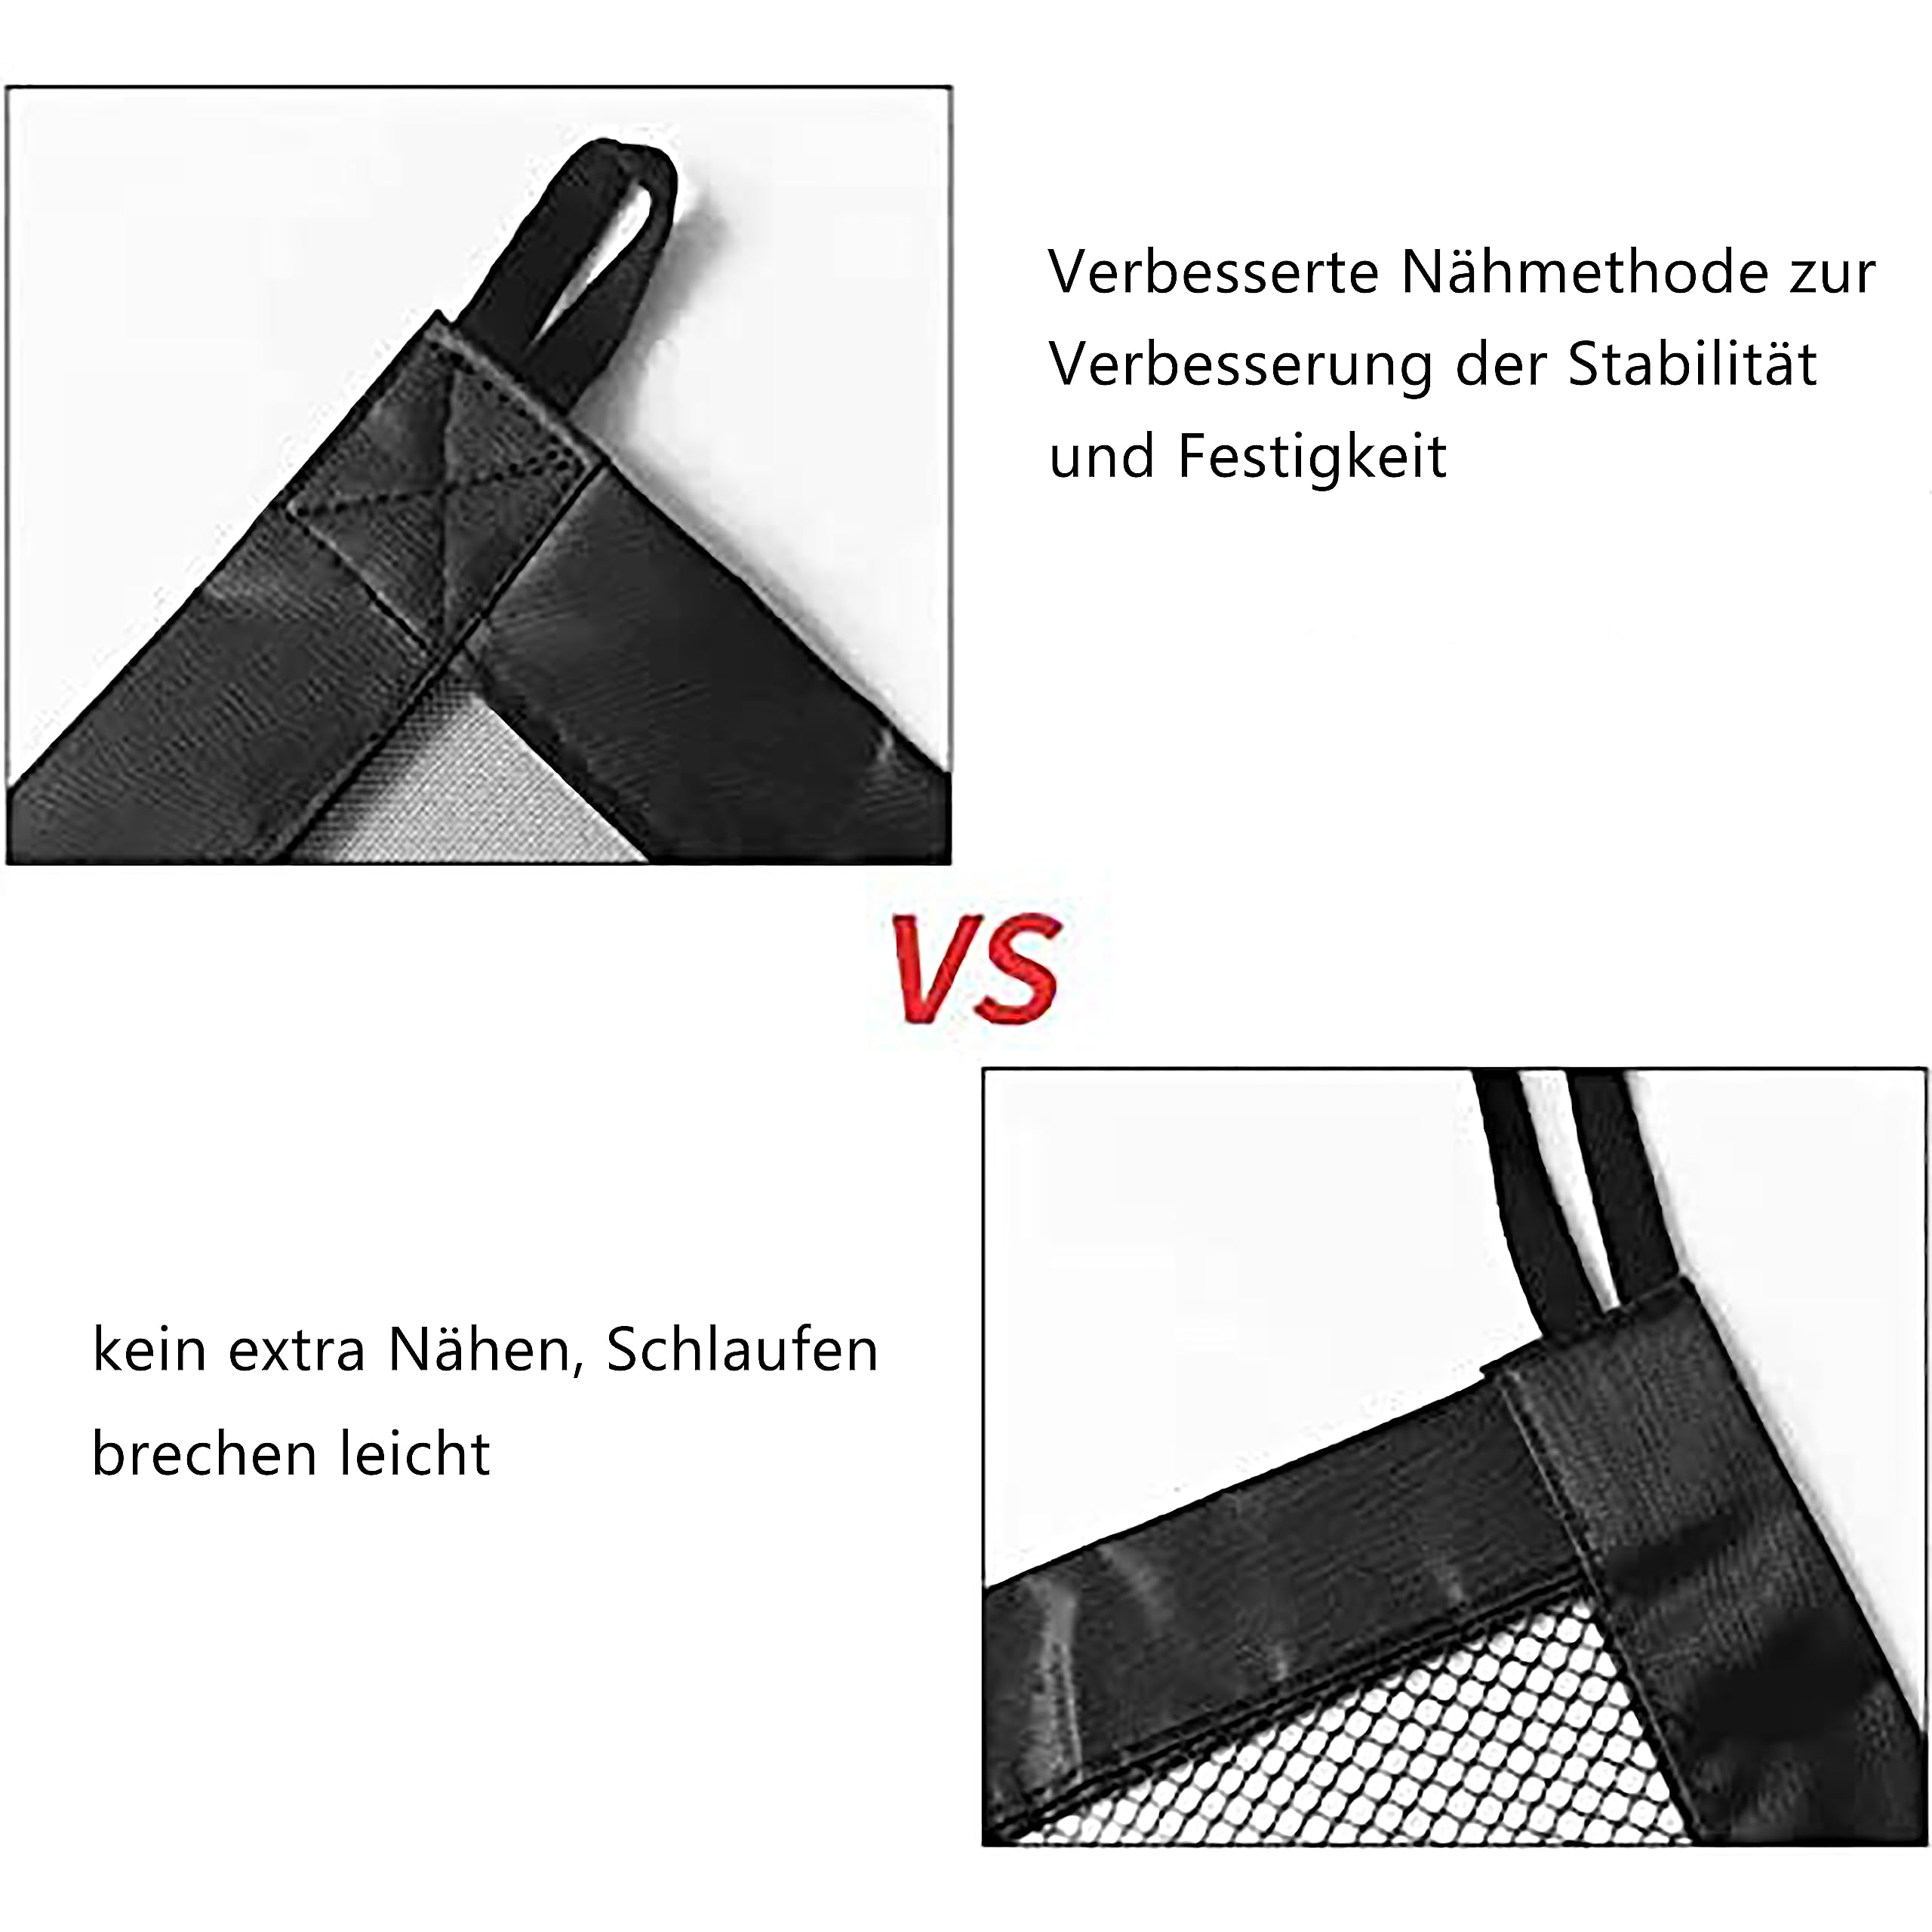 Verbesserte Nähmethode zur
Verbesserung der Stabilität
und Festigkeit
VS
kein extra Nähen, Schlaufen
brechen leicht